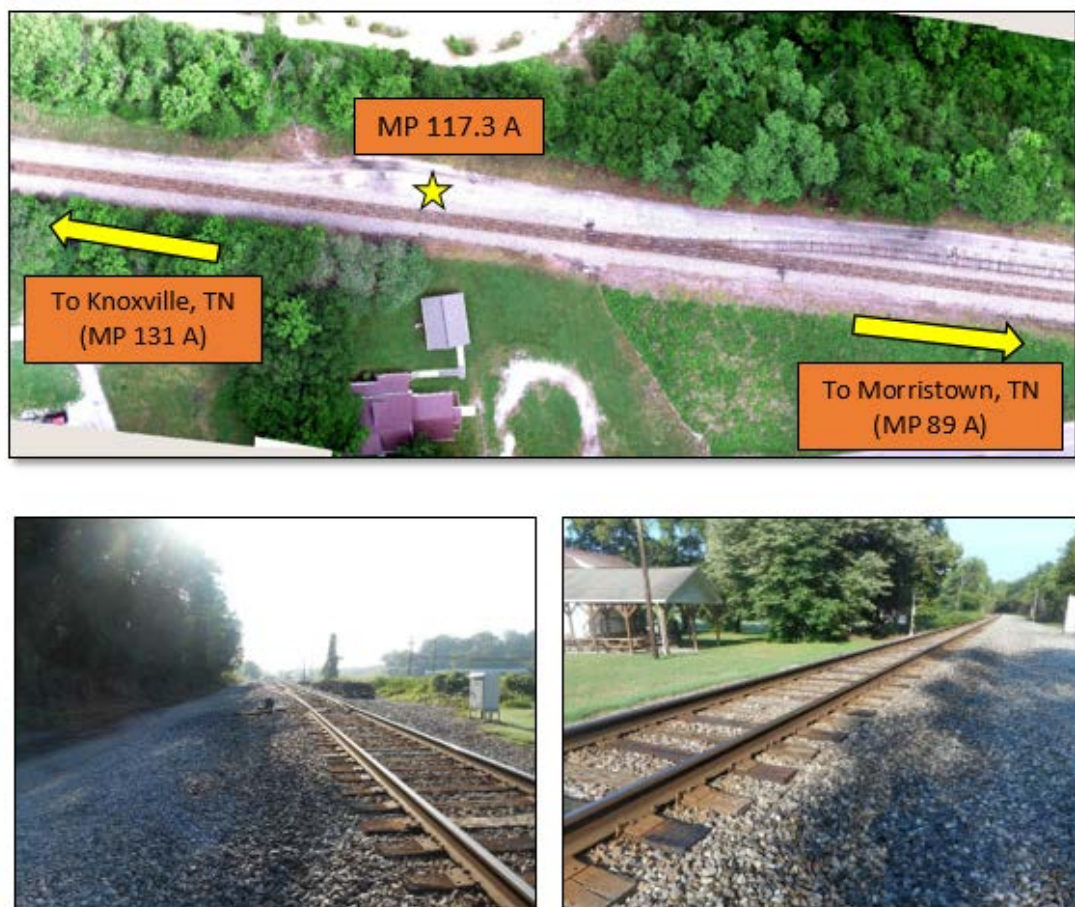 MP 117.3 A
To Knoxville, TN
(MP 131 A)
To Morristown, TN
(MP 89 A)